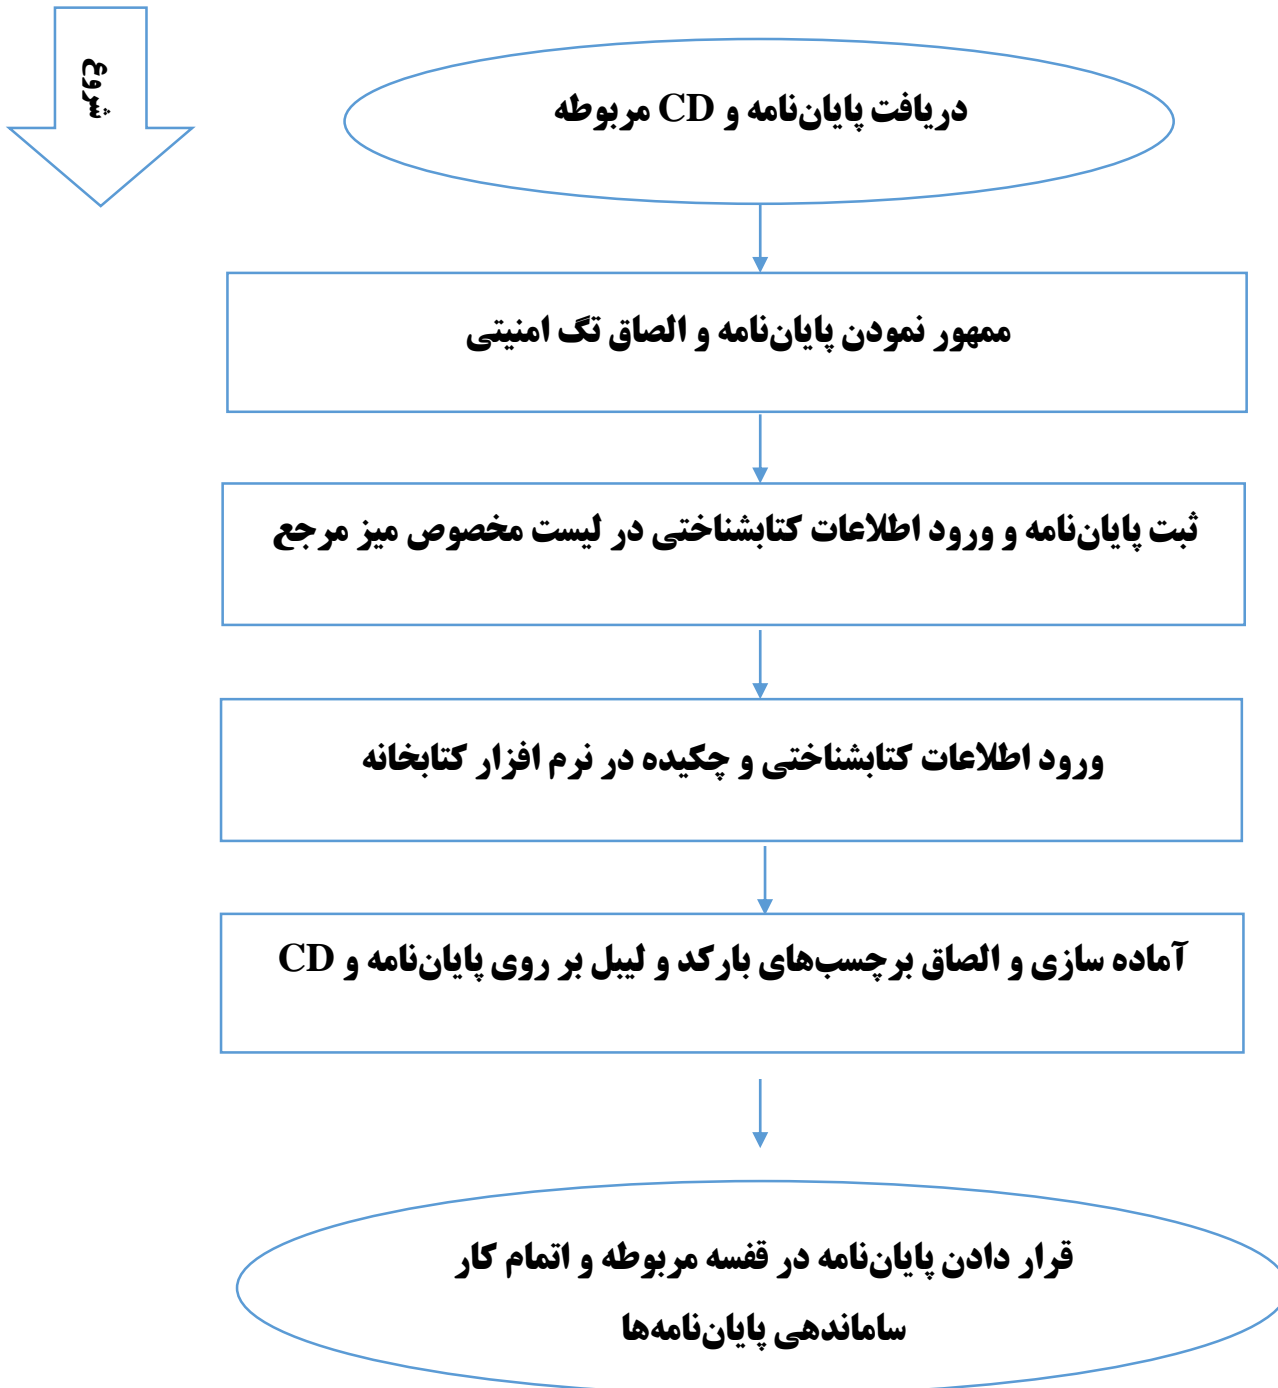 شروع
دریافت پایان‌نامه و CD مربوطه
ممهور نمودن پایان‌نامه و الصاق تگ امنیتی
ثبت پایان‌نامه و ورود اطلاعات کتابشناختی در لیست مخصوص میز مرجع
ورود اطلاعات کتابشناختی و چکیده در نرم افزار کتابخانه
آماده سازی و الصاق برچسب‌های بارکد و لیبل بر روی پایان‌نامه و CD
قرار دادن پایان‌نامه در قفسه مربوطه و اتمام کار
ساماندهی پایان‌نامه‌ها